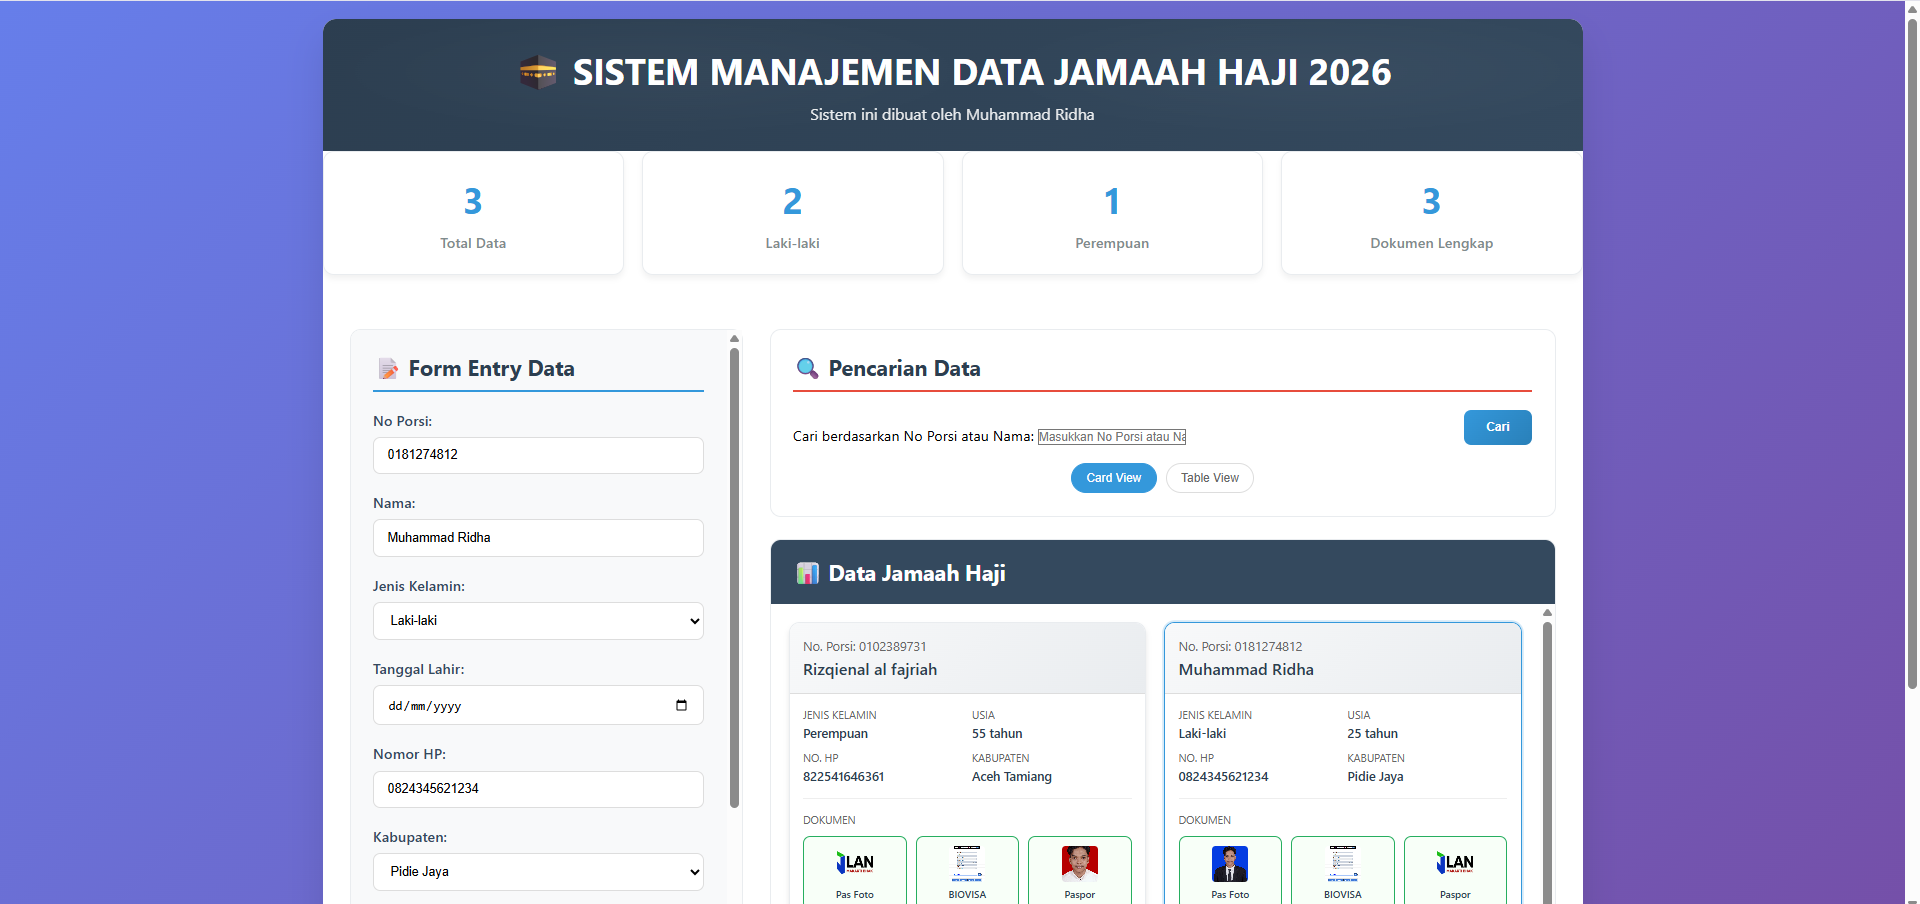 SISTEM MANAJEMEN DATA JAMAAH HAJI 2026
Sistem ini dibuat oleh Muhammad Ridha
3
Total Data
2
Laki-laki
1
Perempuan
3
Dokumen Lengkap
Form Entry Data
No Porsi:
0181274812
Nama:
Muhammad Ridha
Jenis Kelamin:
Laki-laki
Tanggal Lahir:
dd/mm/yyyy
Nomor HP:
0824345621234
Kabupaten:
Pidie Jaya
Pencarian Data
Cari berdasarkan No Porsi atau Nama: Masukkan No Porsi atau Na
Cari
Card View Table View
Data Jamaah Haji
No. Porsi: 0102389731
Rizqienal al fajriah
JENIS KELAMIN USIA
Perempuan 55 tahun
NO. HP KABUPATEN
822541646361 Aceh Tamiang
DOKUMEN
LAN
Pas Foto BIOVISA Paspor
No. Porsi: 0181274812
Muhammad Ridha
JENIS KELAMIN USIA
Laki-laki 25 tahun
NO. HP KABUPATEN
0824345621234 Pidie Jaya
DOKUMEN
LAN
Pas Foto BIOVISA Paspor